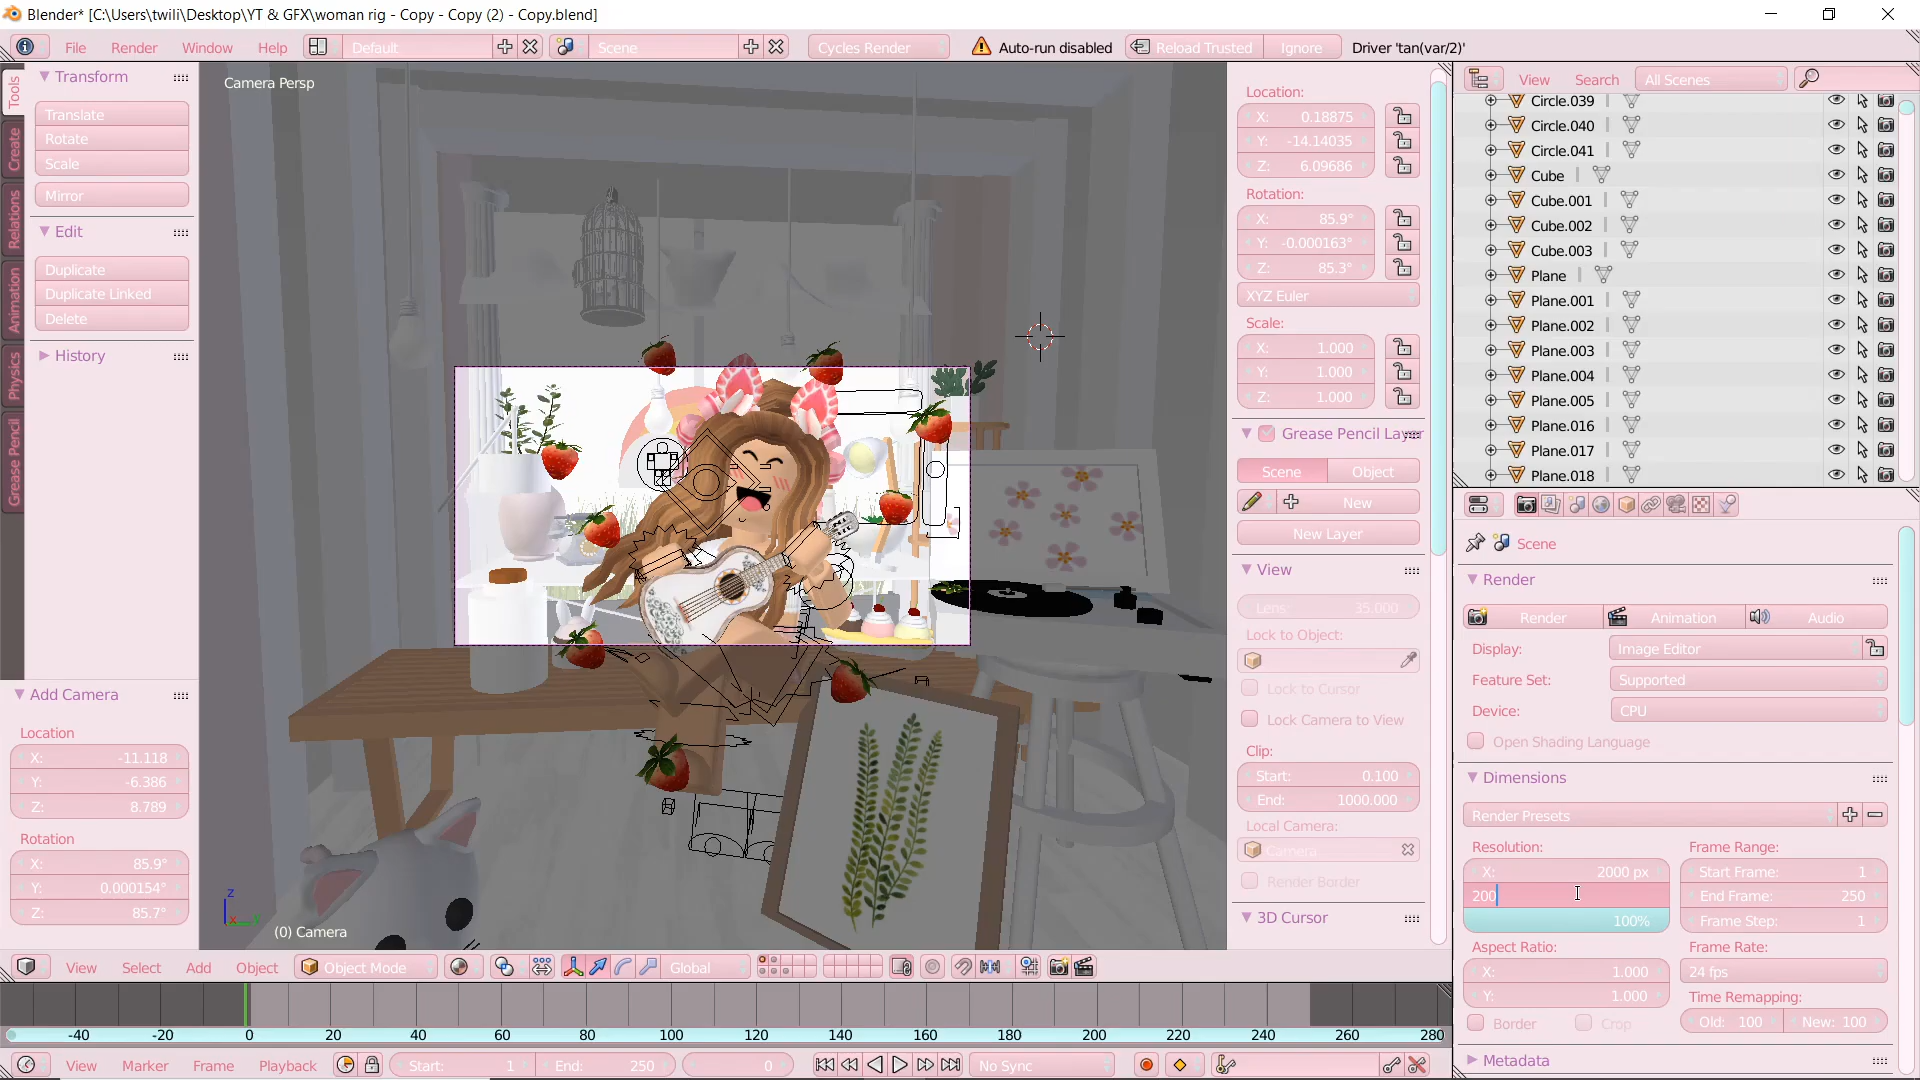 Blender* [C:\Users\twili\Desktop\YT & GFX\woman rig - Copy - Copy (2) - Copy.blend]
File Render Window Help Default Scene Cycles Render Auto-run disabled Reload Trusted Ignore Driver 'tan(var/2)'
Tools
Create
Relations
Animation
Physics
Grease Pencil
Transform
Translate
Rotate
Scale
Mirror
Edit
Duplicate
Duplicate Linked
Delete
History
Add Camera
Location
X: -11.118
Y: -6.386
Z: 8.789
Rotation
X: 85.9°
Y: 0.000154°
Z: 85.7°
Camera Persp
(0) Camera
Location:
X: 0.18875
Y: -14.14035
Z: 6.09686
Rotation:
X: 85.9°
Y: -0.000163°
Z: 85.3°
XYZ Euler
Scale:
X: 1.000
Y: 1.000
Z: 1.000
Grease Pencil Layer
Scene Object
New
New Layer
View
Lens: 35.000
Lock to Object:
Lock to Cursor
Lock Camera to View
Clip:
Start: 0.100
End: 1000.000
Local Camera:
Camera
Render Border
3D Cursor
View Search All Scenes
Circle.039
Circle.040
Circle.041
Cube
Cube.001
Cube.002
Cube.003
Plane
Plane.001
Plane.002
Plane.003
Plane.004
Plane.005
Plane.016
Plane.017
Plane.018
Scene
Render
Render Animation Audio
Display: Image Editor
Feature Set: Supported
Device: CPU
Open Shading Language
Dimensions
Render Presets
Resolution: Frame Range:
X: 2000 px Start Frame: 1
200 End Frame: 250
100% Frame Step: 1
Aspect Ratio: Frame Rate:
X: 1.000 24 fps
Y: 1.000 Time Remapping:
Border Crop Old: 100 New: 100
Metadata
View Select Add Object Object Mode Global
-40 -20 0 20 40 60 80 100 120 140 160 180 200 220 240 260 280
View Marker Frame Playback Start: 1 End: 250 0 No Sync